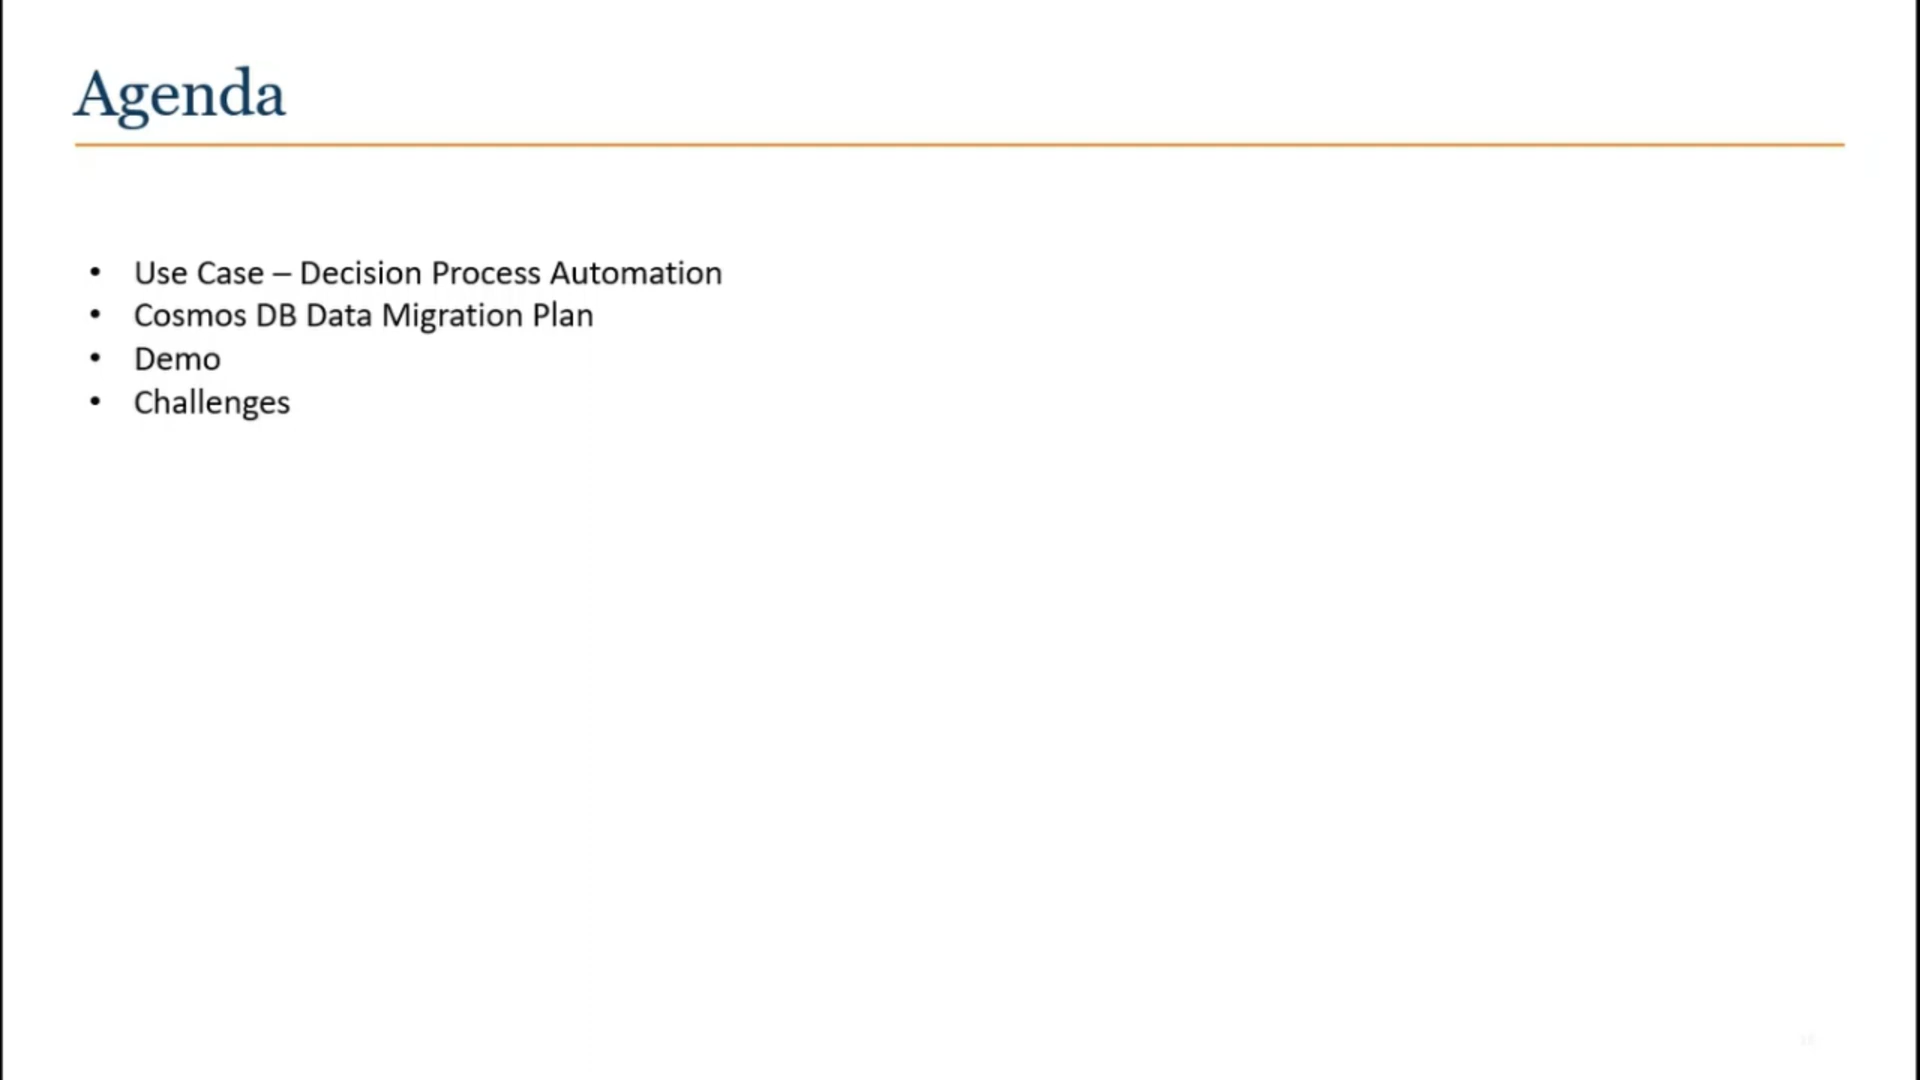 Agenda
• Use Case – Decision Process Automation
• Cosmos DB Data Migration Plan
• Demo
• Challenges